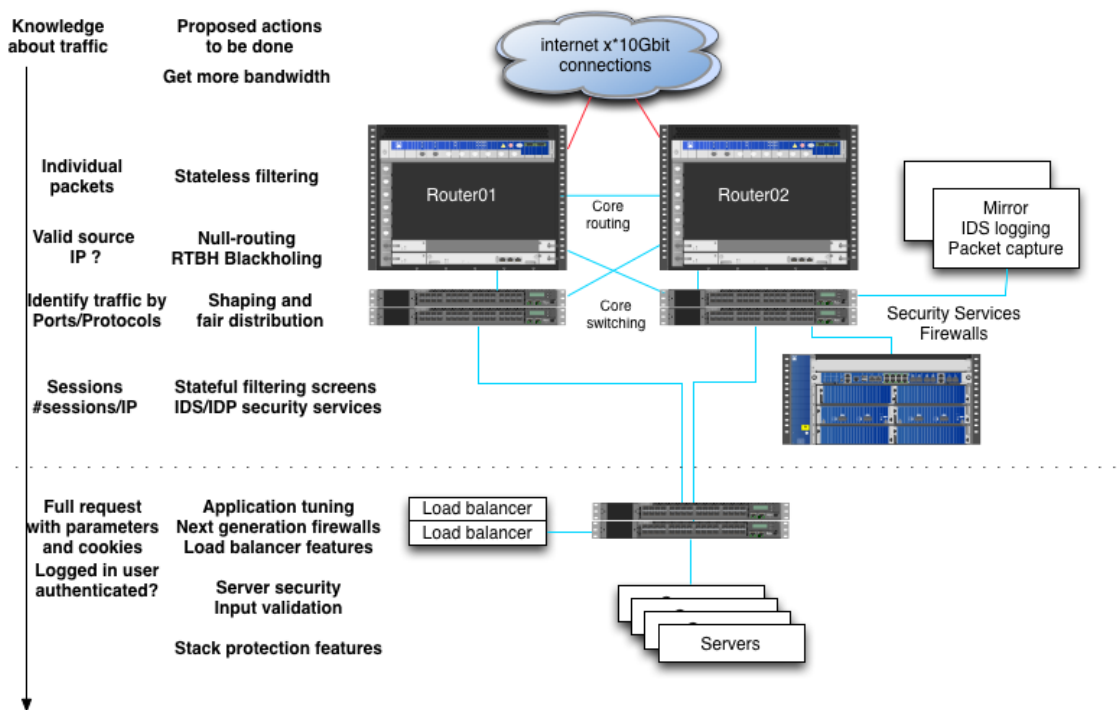 Knowledge
about traffic
Proposed actions
to be done
Get more bandwidth
internet x*10Gbit
connections
Individual
packets
Stateless filtering
Router01
Router02
Core
routing
Mirror
IDS logging
Packet capture
Valid source
IP ?
Null-routing
RTBH Blackholing
Identify traffic by
Ports/Protocols
Shaping and
fair distribution
Core
switching
Security Services
Firewalls
Sessions
#sessions/IP
Stateful filtering screens
IDS/IDP security services
Full request
with parameters
and cookies
Logged in user
authenticated?
Application tuning
Next generation firewalls
Load balancer features
Load balancer
Load balancer
Server security
Input validation
Stack protection features
Servers